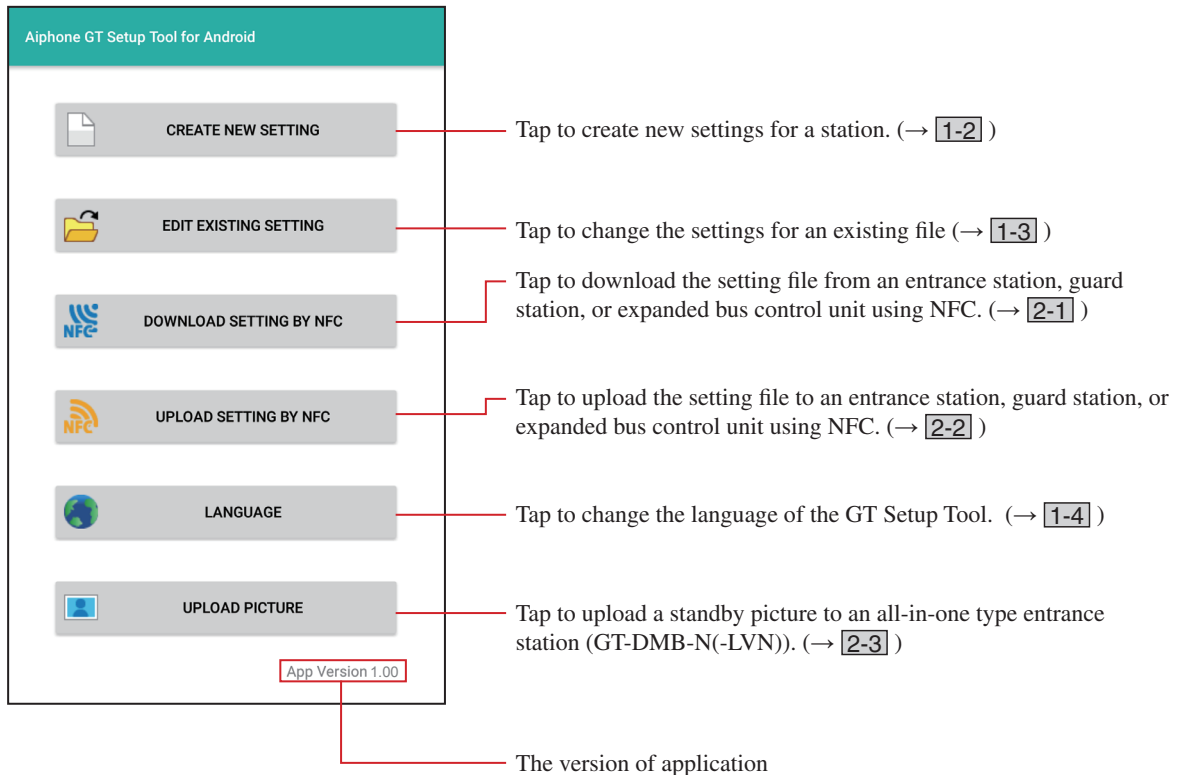 Aiphone GT Setup Tool for Android
CREATE NEW SETTING
Tap to create new settings for a station. (→ 1-2 )
EDIT EXISTING SETTING
Tap to change the settings for an existing file (→ 1-3 )
NFC
DOWNLOAD SETTING BY NFC
Tap to download the setting file from an entrance station, guard
station, or expanded bus control unit using NFC. (→ 2-1 )
NFC
UPLOAD SETTING BY NFC
Tap to upload the setting file to an entrance station, guard station, or
expanded bus control unit using NFC. (→ 2-2 )
LANGUAGE
Tap to change the language of the GT Setup Tool. (→ 1-4 )
UPLOAD PICTURE
Tap to upload a standby picture to an all-in-one type entrance
station (GT-DMB-N(-LVN)). (→ 2-3 )
App Version 1.00
The version of application